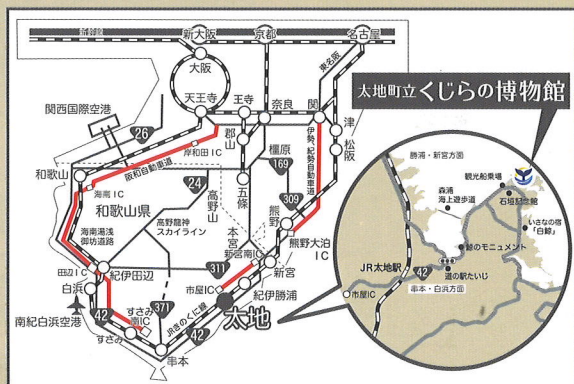 新幹線
新大阪
京都
名古屋
大阪
東名阪
天王寺
王寺
奈良
関
太地町立くじらの博物館
関西国際空港
26
郡山
伊勢、紀勢自動車道
津
松阪
岸和田IC
橿原
169
阪和自動車道
和歌山
海南IC
24
五條
309
和歌山県
高野山
海南湯浅
御坊道路
高野龍神
スカイライン
本宮
熊野
熊野大泊
IC
新宮南IC
311
新宮
田辺IC
紀伊田辺
市屋IC
紀伊勝浦
白浜
371
太地
南紀白浜空港
42
すさみ
南IC
すさみ
JRきのくに線
42
串本
勝浦・新宮方面
観光船乗場
森浦
海上遊歩道
石垣記念館
いさなの宿
「白鯨」
鯨のモニュメント
JR太地駅
42
道の駅たいじ
市屋IC
串本・白浜方面